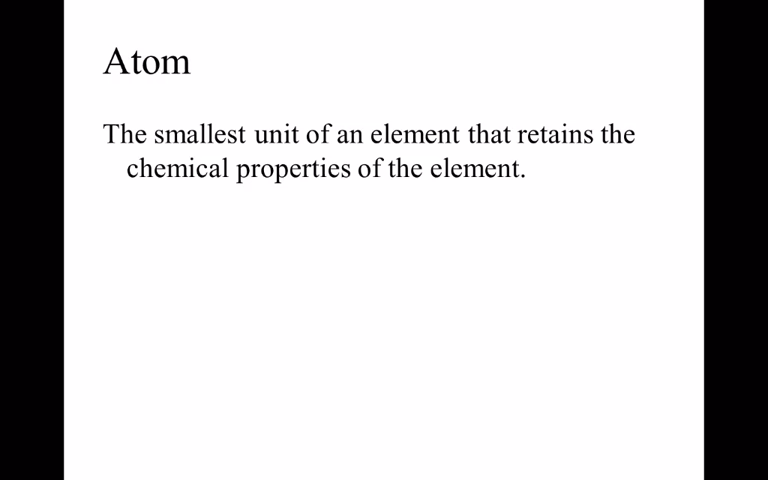 Atom
The smallest unit of an element that retains the
chemical properties of the element.